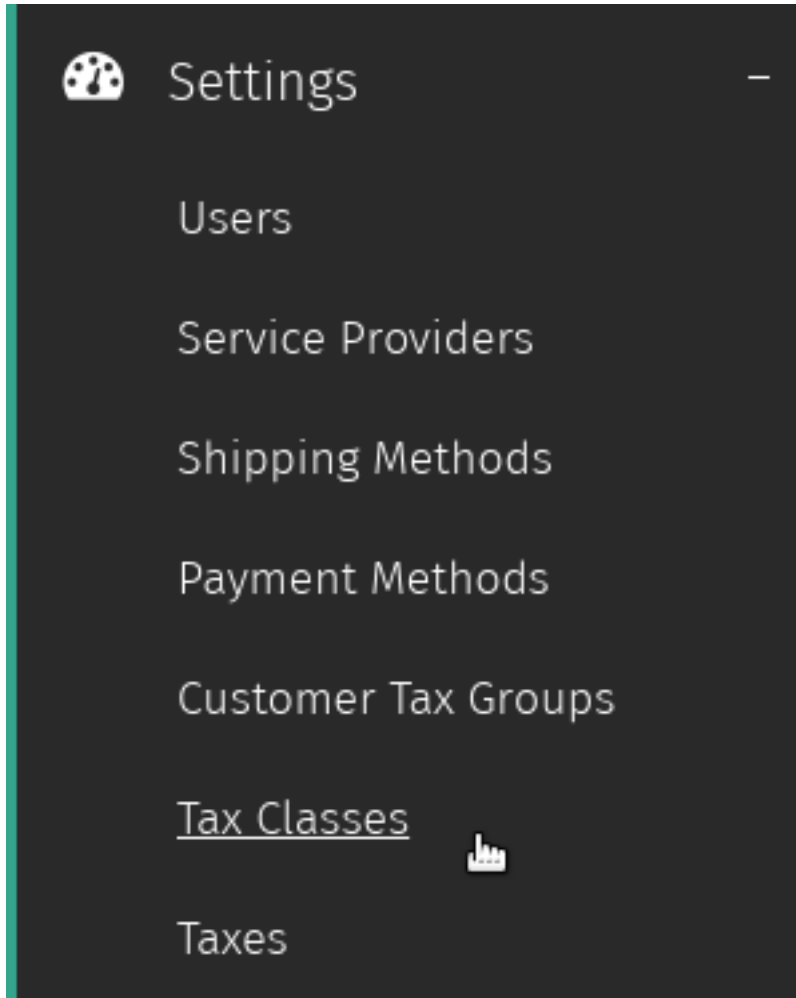 Settings –
Users
Service Providers
Shipping Methods
Payment Methods
Customer Tax Groups
Tax Classes
Taxes